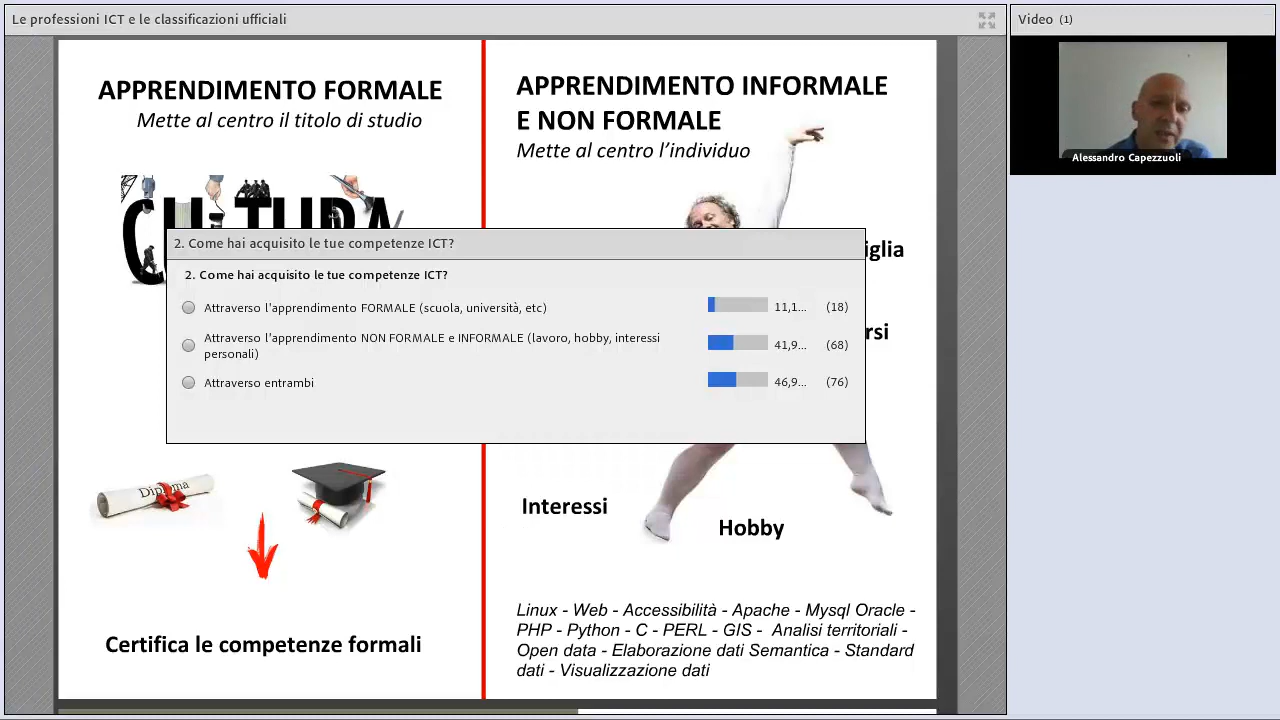 Le professioni ICT e le classificazioni ufficiali
Video (1)
Alessandro Capezzuoli
APPRENDIMENTO FORMALE
Mette al centro il titolo di studio
CULTURA
APPRENDIMENTO INFORMALE
E NON FORMALE
Mette al centro l'individuo
iglia
rsi
2. Come hai acquisito le tue competenze ICT?
2. Come hai acquisito le tue competenze ICT?
Attraverso l'apprendimento FORMALE (scuola, università, etc) 11,1... (18)
Attraverso l'apprendimento NON FORMALE e INFORMALE (lavoro, hobby, interessi
personali) 41,9... (68)
Attraverso entrambi 46,9... (76)
Diploma
Certifica le competenze formali
Interessi
Hobby
Linux - Web - Accessibilità - Apache - Mysql Oracle -
PHP - Python - C - PERL - GIS - Analisi territoriali -
Open data - Elaborazione dati Semantica - Standard
dati - Visualizzazione dati